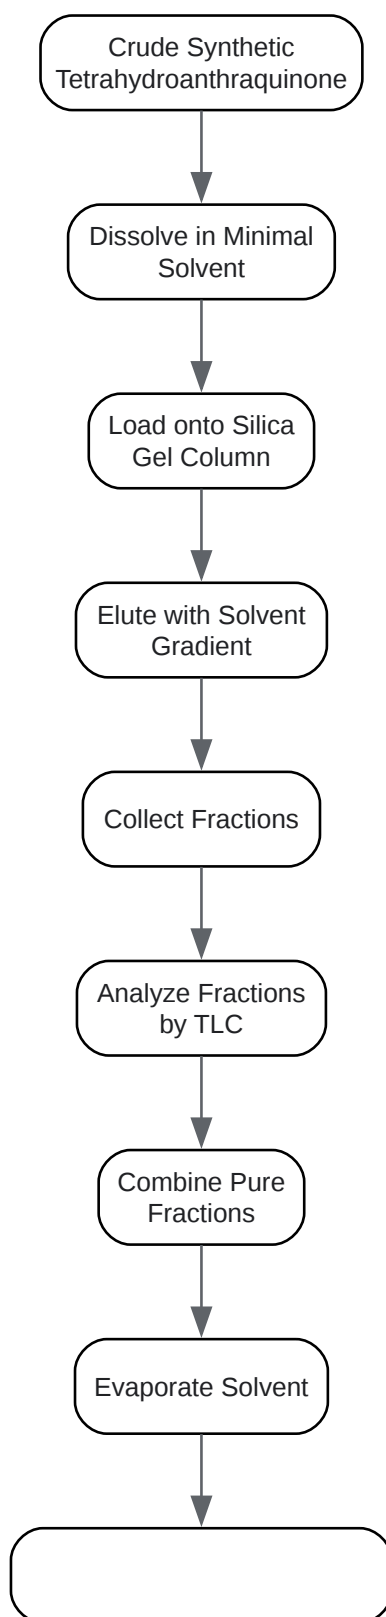 Crude Synthetic
Tetrahydroanthraquinone
Dissolve in Minimal
Solvent
Load onto Silica
Gel Column
Elute with Solvent
Gradient
Collect Fractions
Analyze Fractions
by TLC
Combine Pure
Fractions
Evaporate Solvent